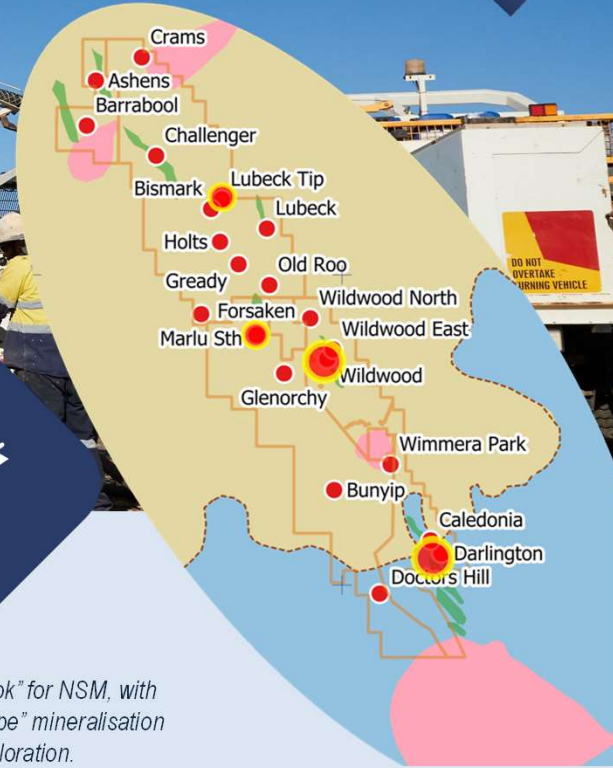 Crams
Ashens
Barrabool
Challenger
Bismark
Lubeck Tip
Lubeck
Holts
Gready
Old Roo
Forsaken
Wildwood North
Marlu Sth
Wildwood East
Wildwood
Glenorchy
Wimmera Park
Bunyip
Caledonia
Darlington
Doctors Hill
DO NOT
OVERTAKE
TURNING VEHICLE
ok" for NSM, with
pe" mineralisation
loration.